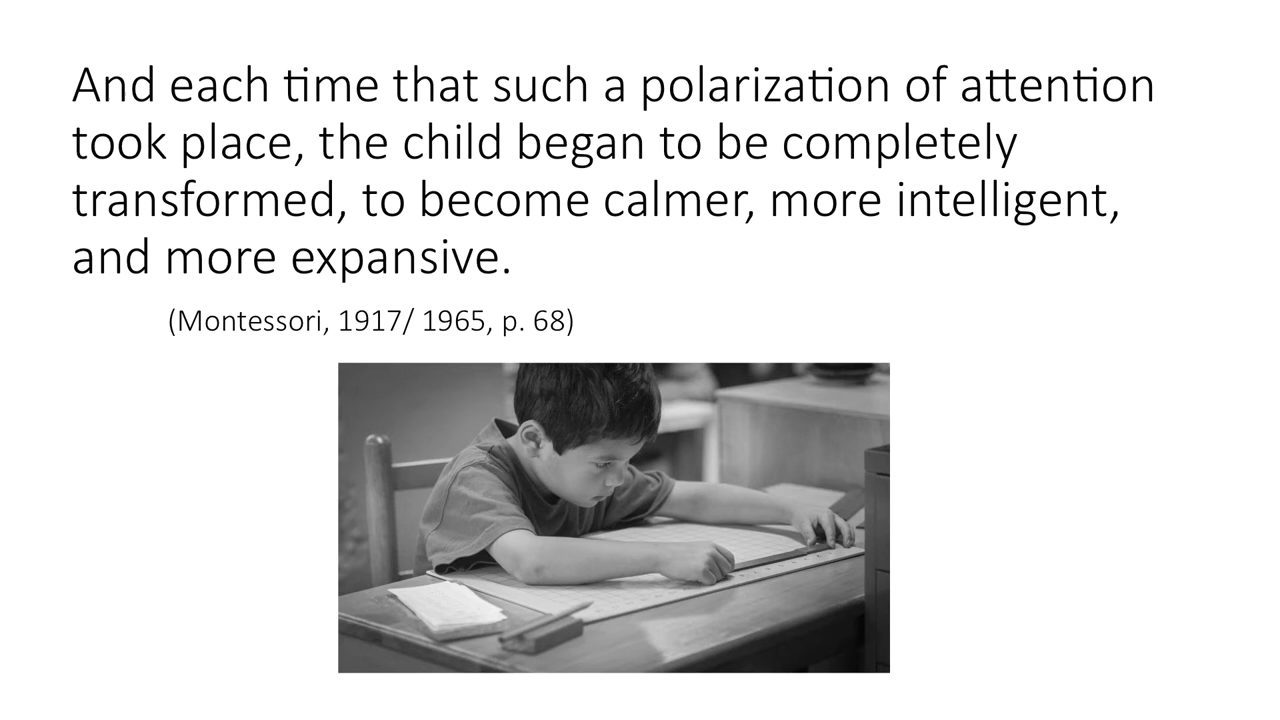 And each time that such a polarization of attention
took place, the child began to be completely
transformed, to become calmer, more intelligent,
and more expansive.
(Montessori, 1917/ 1965, p. 68)